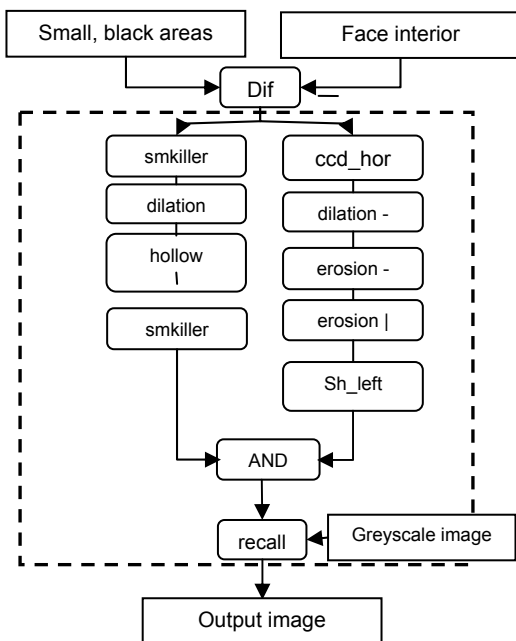 Small, black areas
Face interior
Dif
smkiller
ccd_hor
dilation
dilation -
hollow
\
erosion -
smkiller
erosion |
Sh_left
AND
recall
Greyscale image
Output image